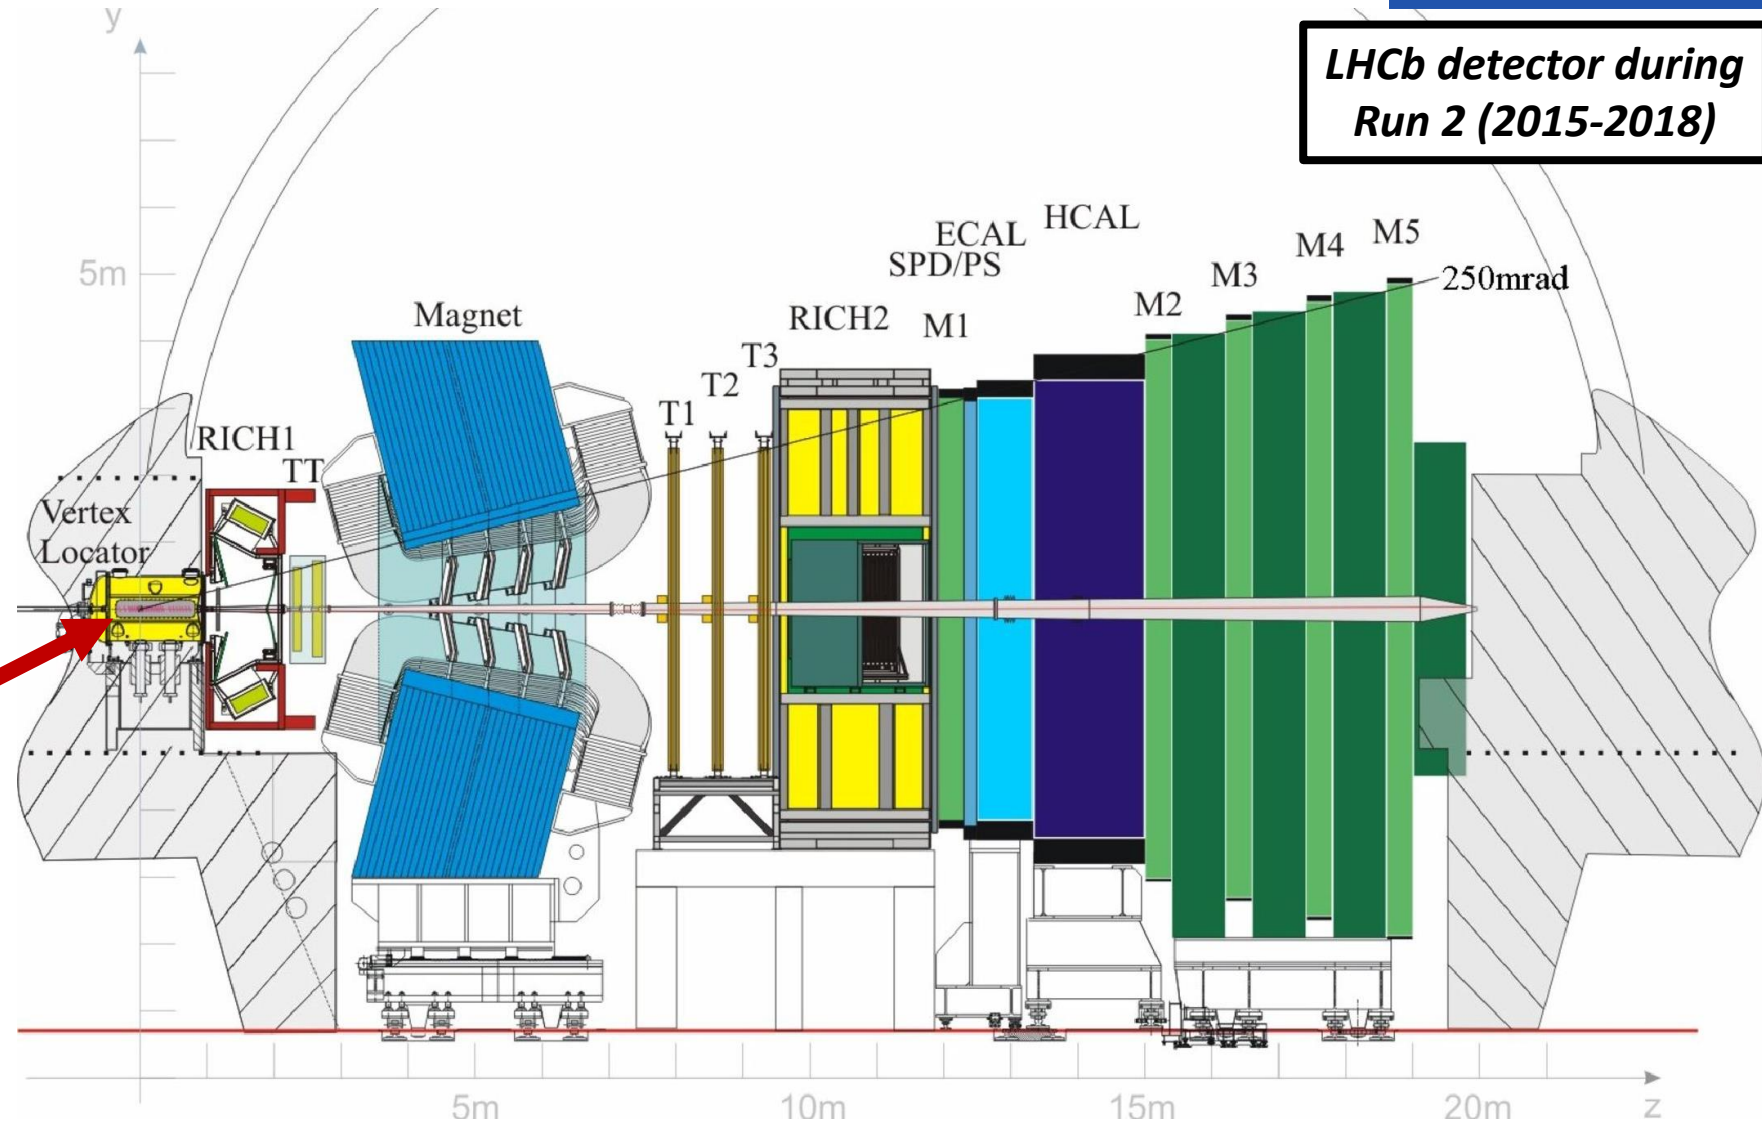 y
LHCb detector during
Run 2 (2015-2018)
HCAL
ECAL
SPD/PS
M5
M4
M3
M2
250mrad
5m
Magnet
RICH2
M1
T3
T2
T1
RICH1
TT
Vertex
Locator
5m
10m
15m
20m
z